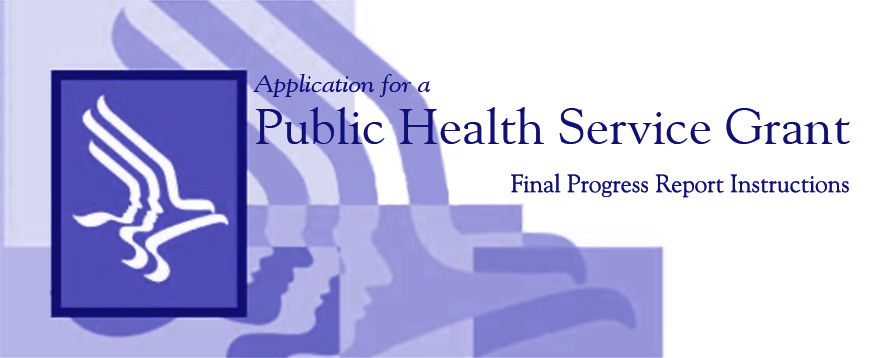 Application for a
Public Health Service Grant
Final Progress Report Instructions